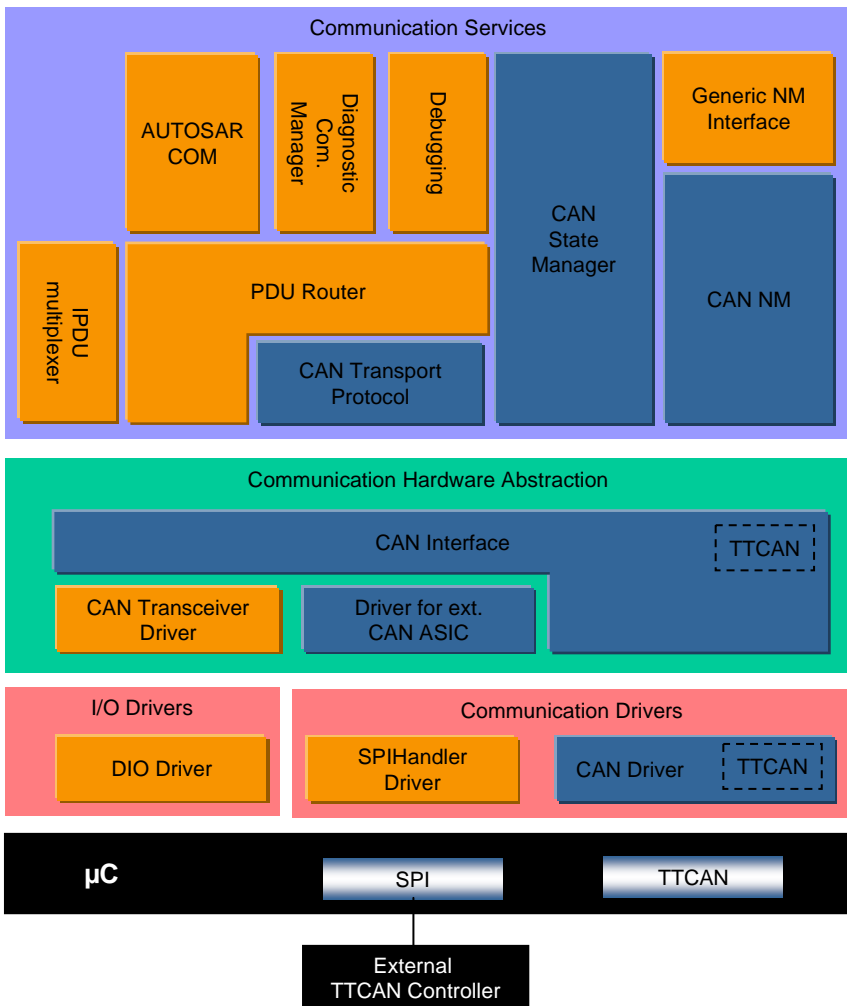 Communication Services
AUTOSAR
COM
Diagnostic
Com.
Manager
Debugging
CAN
State
Manager
Generic NM
Interface
IPDU
multiplexer
PDU Router
CAN NM
CAN Transport
Protocol
Communication Hardware Abstraction
CAN Interface
TTCAN
CAN Transceiver
Driver
Driver for ext.
CAN ASIC
I/O Drivers
Communication Drivers
DIO Driver
SPIHandler
Driver
CAN Driver
TTCAN
µC
SPI
TTCAN
External
TTCAN Controller